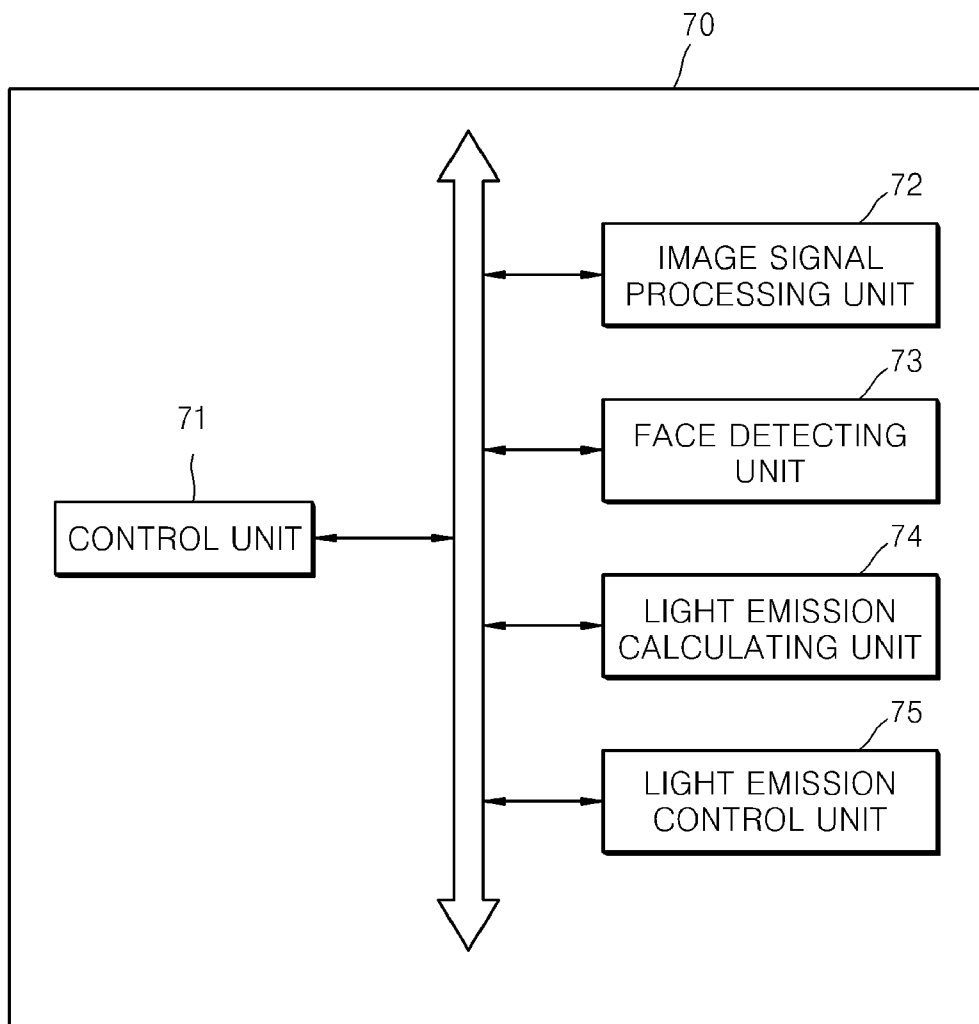 70
72
IMAGE SIGNAL
PROCESSING UNIT
73
FACE DETECTING
UNIT
71
CONTROL UNIT
74
LIGHT EMISSION
CALCULATING UNIT
75
LIGHT EMISSION
CONTROL UNIT